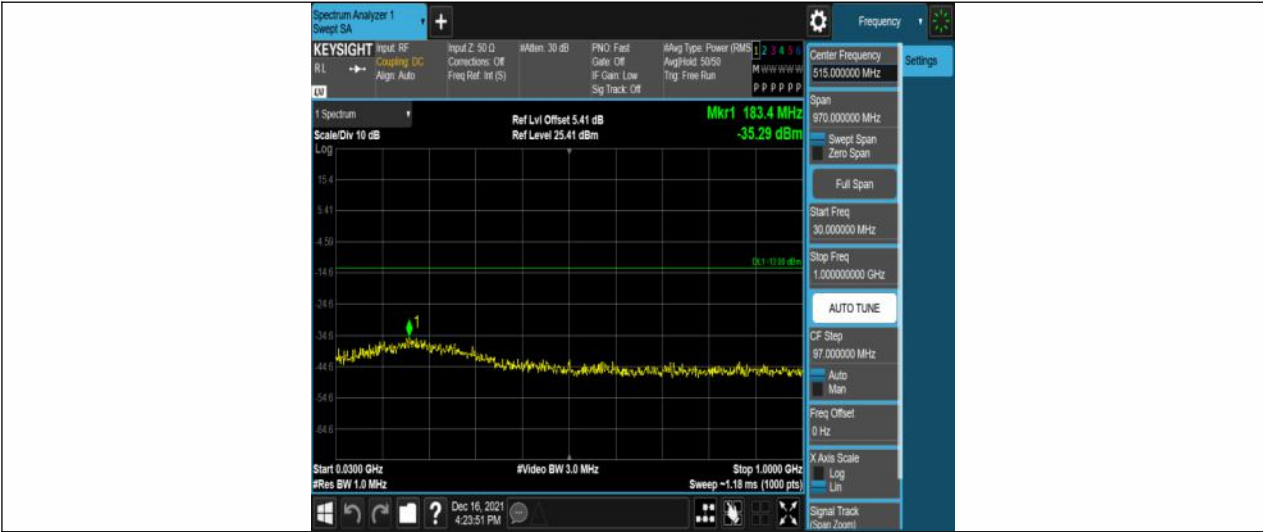 Spectrum Analyzer 1
Swept SA
+
Frequency
KEYSIGHT
RL
Input: RF
Coupling: DC
Align: Auto
Input Z: 50 Ω
Corrections: Off
Freq Ref: Int (S)
#Atten: 30 dB
PNO: Fast
Gate: Off
IF Gain: Low
Sig Track: Off
#Avg Type: Power (RMS
Avg|Hold: 50/50
Trig: Free Run
1 2 3 4 5 6
M W W W W W
P P P P P P
1 Spectrum
Scale/Div 10 dB
Log
Ref Lvl Offset 5.41 dB
Ref Level 25.41 dBm
Mkr1 183.4 MHz
-35.29 dBm
15.4
5.41
-4.59
-14.6
-24.6
-34.6
-44.6
-54.6
-64.6
DL1 -13.00 dBm
1
Start 0.0300 GHz
#Res BW 1.0 MHz
#Video BW 3.0 MHz
Stop 1.0000 GHz
Sweep ~1.18 ms (1000 pts)
?
Dec 16, 2021
4:23:51 PM
Center Frequency
515.000000 MHz
Settings
Span
970.000000 MHz
Swept Span
Zero Span
Full Span
Start Freq
30.000000 MHz
Stop Freq
1.000000000 GHz
AUTO TUNE
CF Step
97.000000 MHz
Auto
Man
Freq Offset
0 Hz
X Axis Scale
Log
Lin
Signal Track
(Span Zoom)